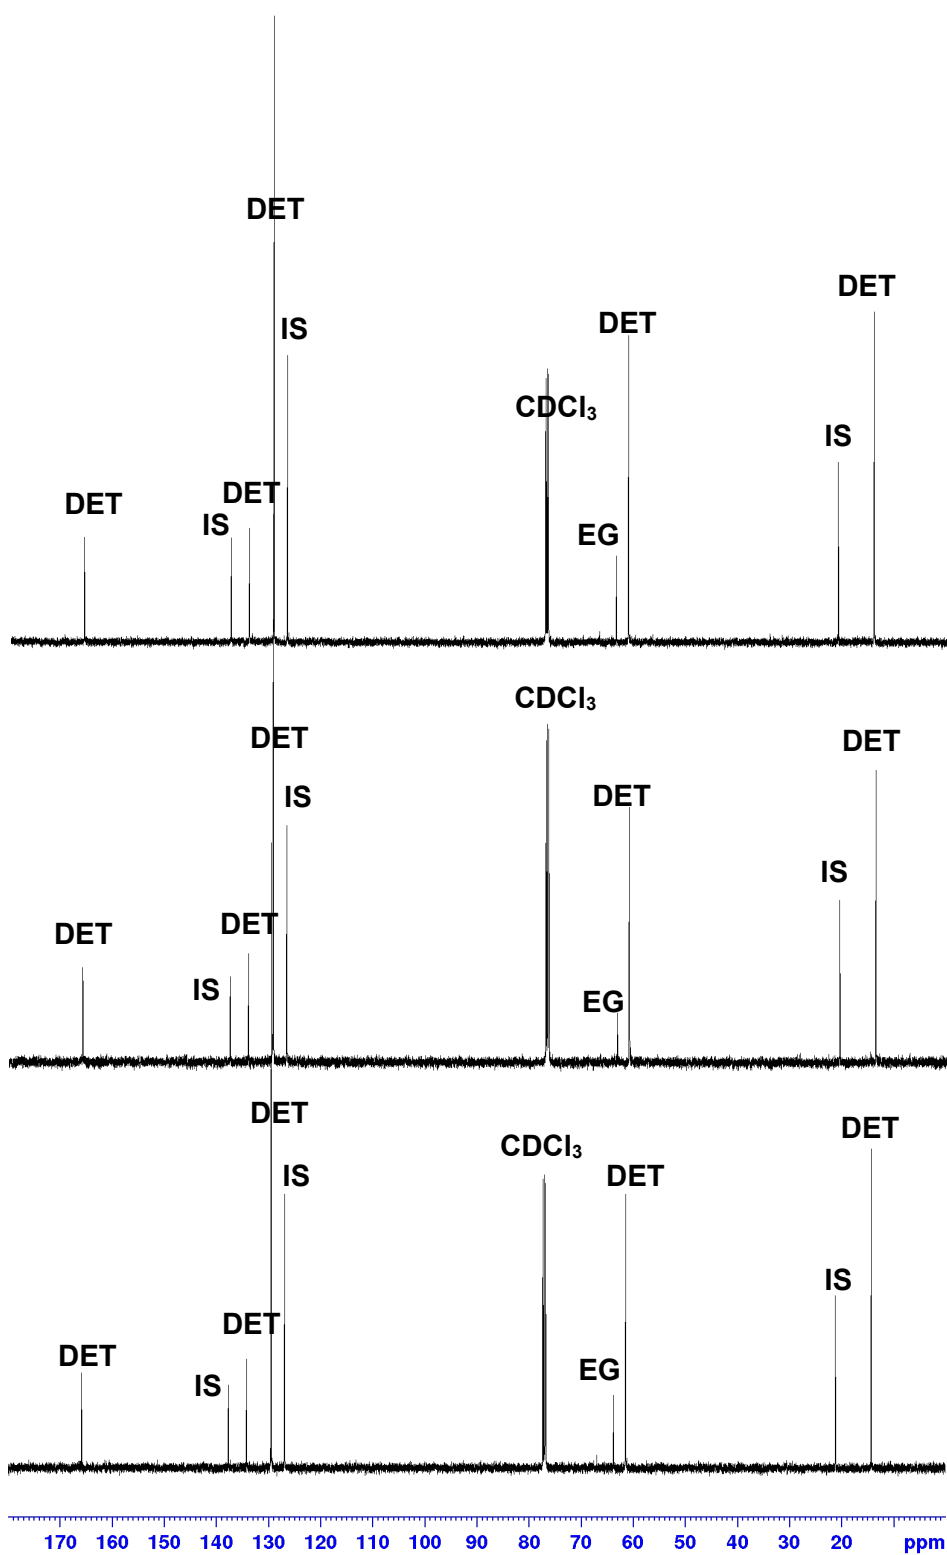 DET
DET
IS
DET
CDCl₃
IS
DET
DET
IS
EG
CDCl₃
DET
DET
IS
DET
IS
DET
DET
IS
EG
DET
DET
CDCl₃
IS
DET
IS
DET
DET
EG
IS
170 160 150 140 130 120 110 100 90 80 70 60 50 40 30 20 ppm